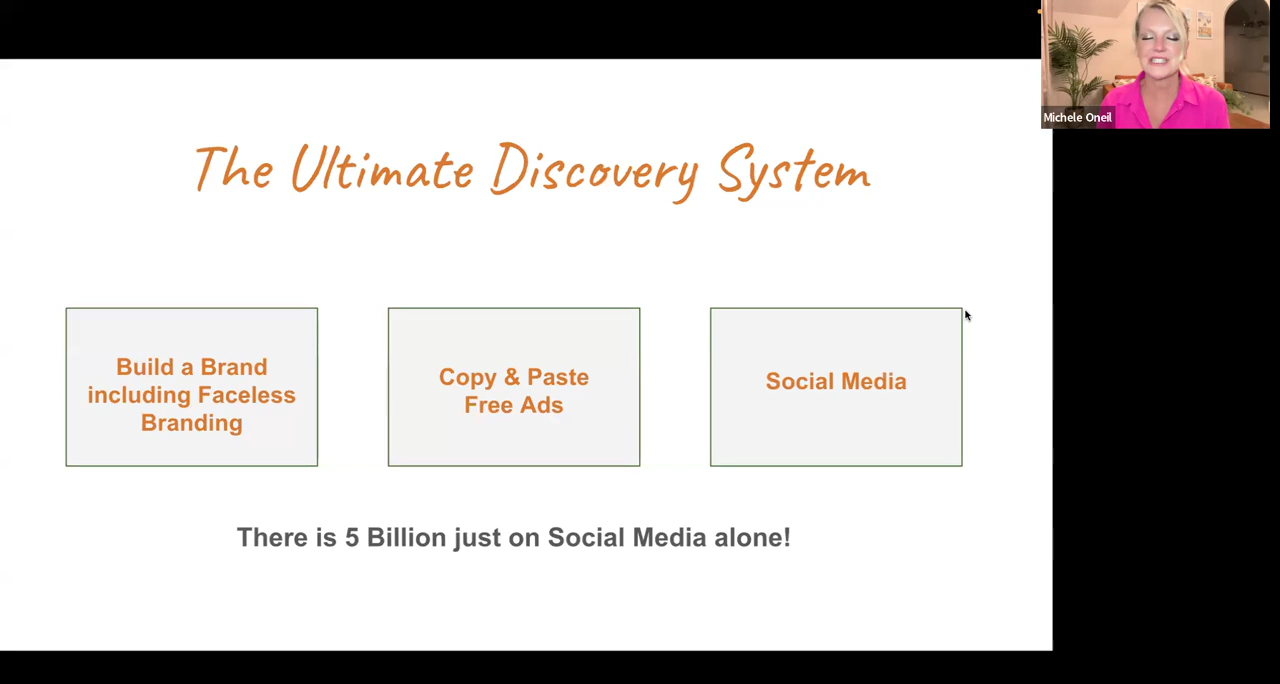 The Ultimate Discovery System
Michele Oneil
Build a Brand
including Faceless
Branding
Copy & Paste
Free Ads
Social Media
There is 5 Billion just on Social Media alone!